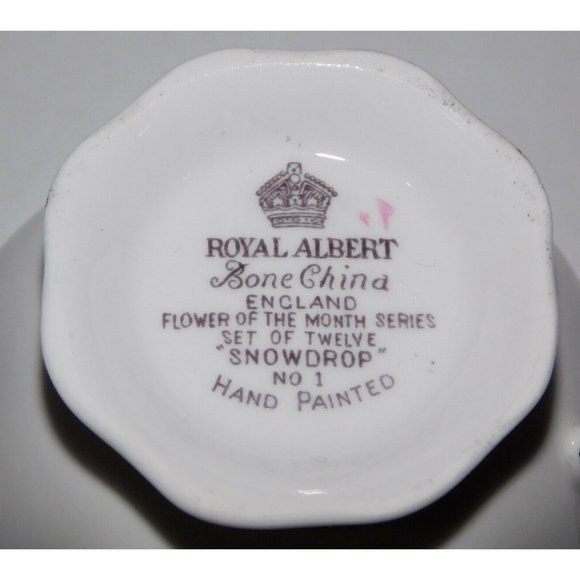 ROYAL ALBERT
Bone China
ENGLAND
FLOWER OF THE MONTH SERIES
SET OF TWELVE
"SNOWDROP"
NO 1
HAND PAINTED